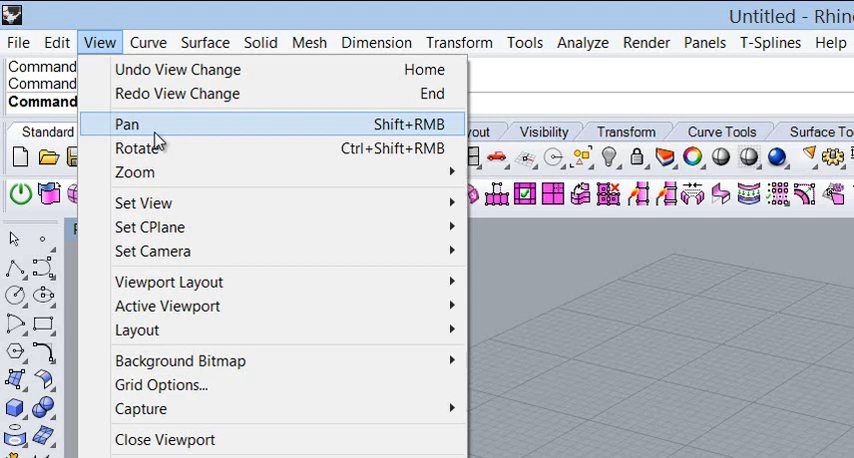 Untitled - Rhin
File Edit View Curve Surface Solid Mesh Dimension Transform Tools Analyze Render Panels T-Splines Help
Command
Command
Command
Undo View Change Home
Redo View Change End
Pan Shift+RMB
Standard out Visibility Transform Curve Tools Surface Too
Rotate Ctrl+Shift+RMB
Zoom
Set View
Set CPlane
Set Camera
Viewport Layout
Active Viewport
Layout
Background Bitmap
Grid Options...
Capture
Close Viewport